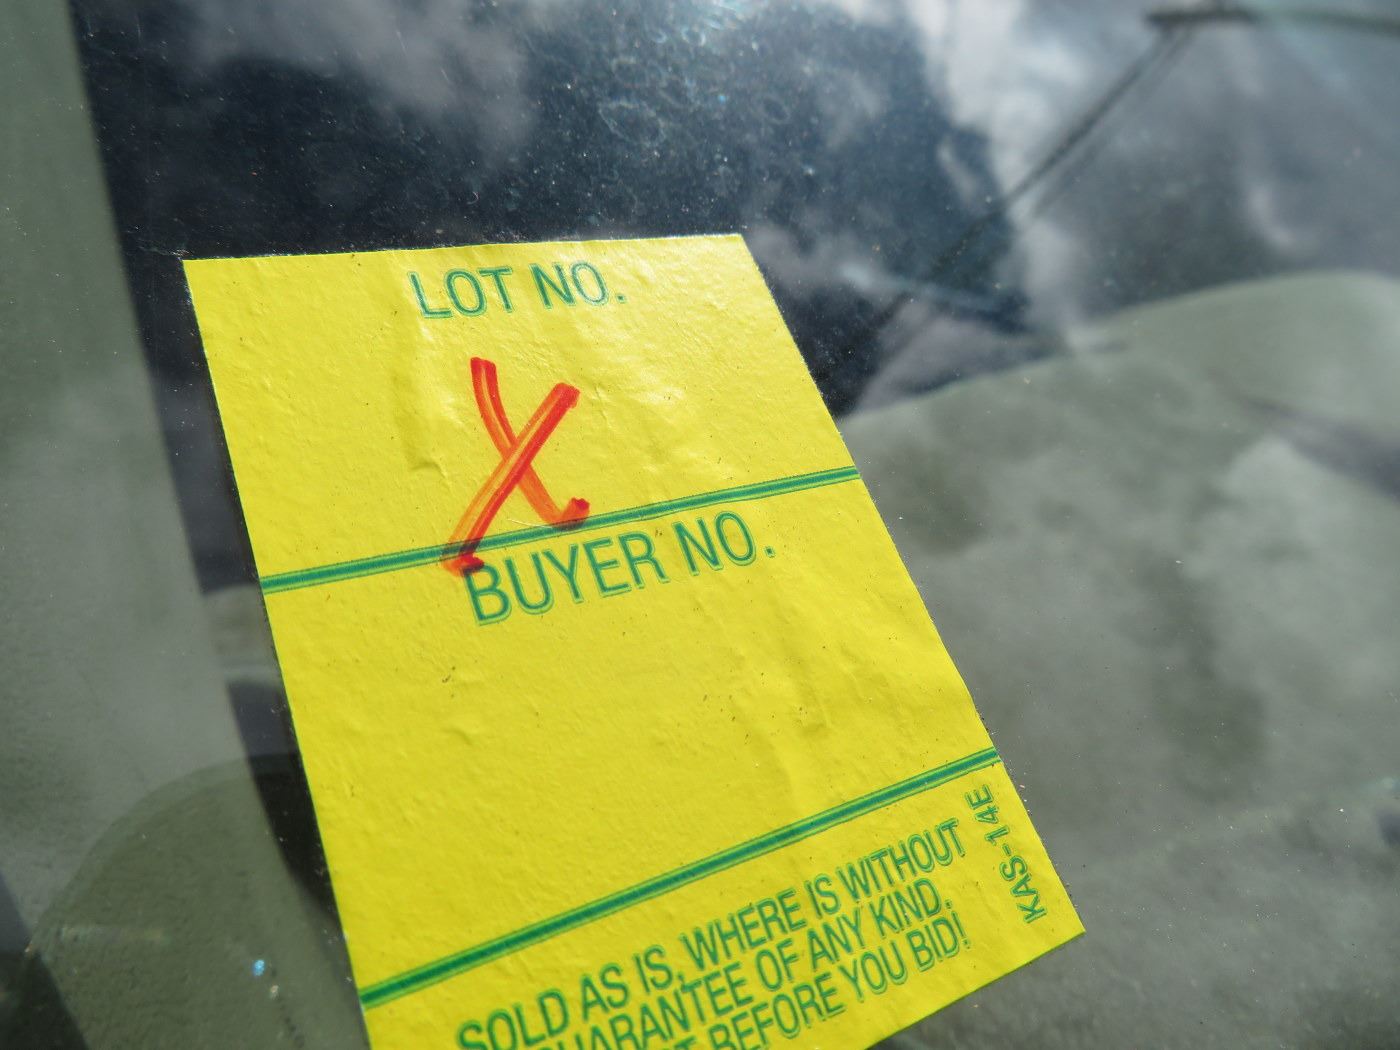 LOT NO.
X
BUYER NO.
SOLD AS IS, WHERE IS WITHOUT
GUARANTEE OF ANY KIND.
BEFORE YOU BID!
KAS-14E